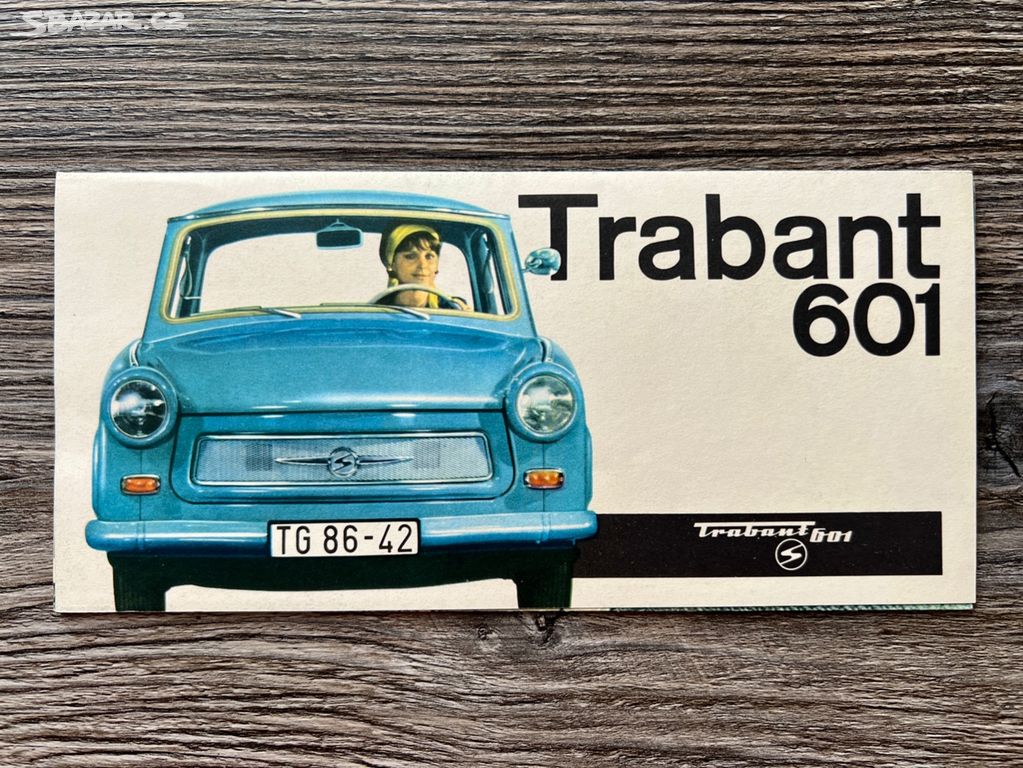 SBAZAR.CZ
Trabant
601
TG 86-42
Trabant 601
S